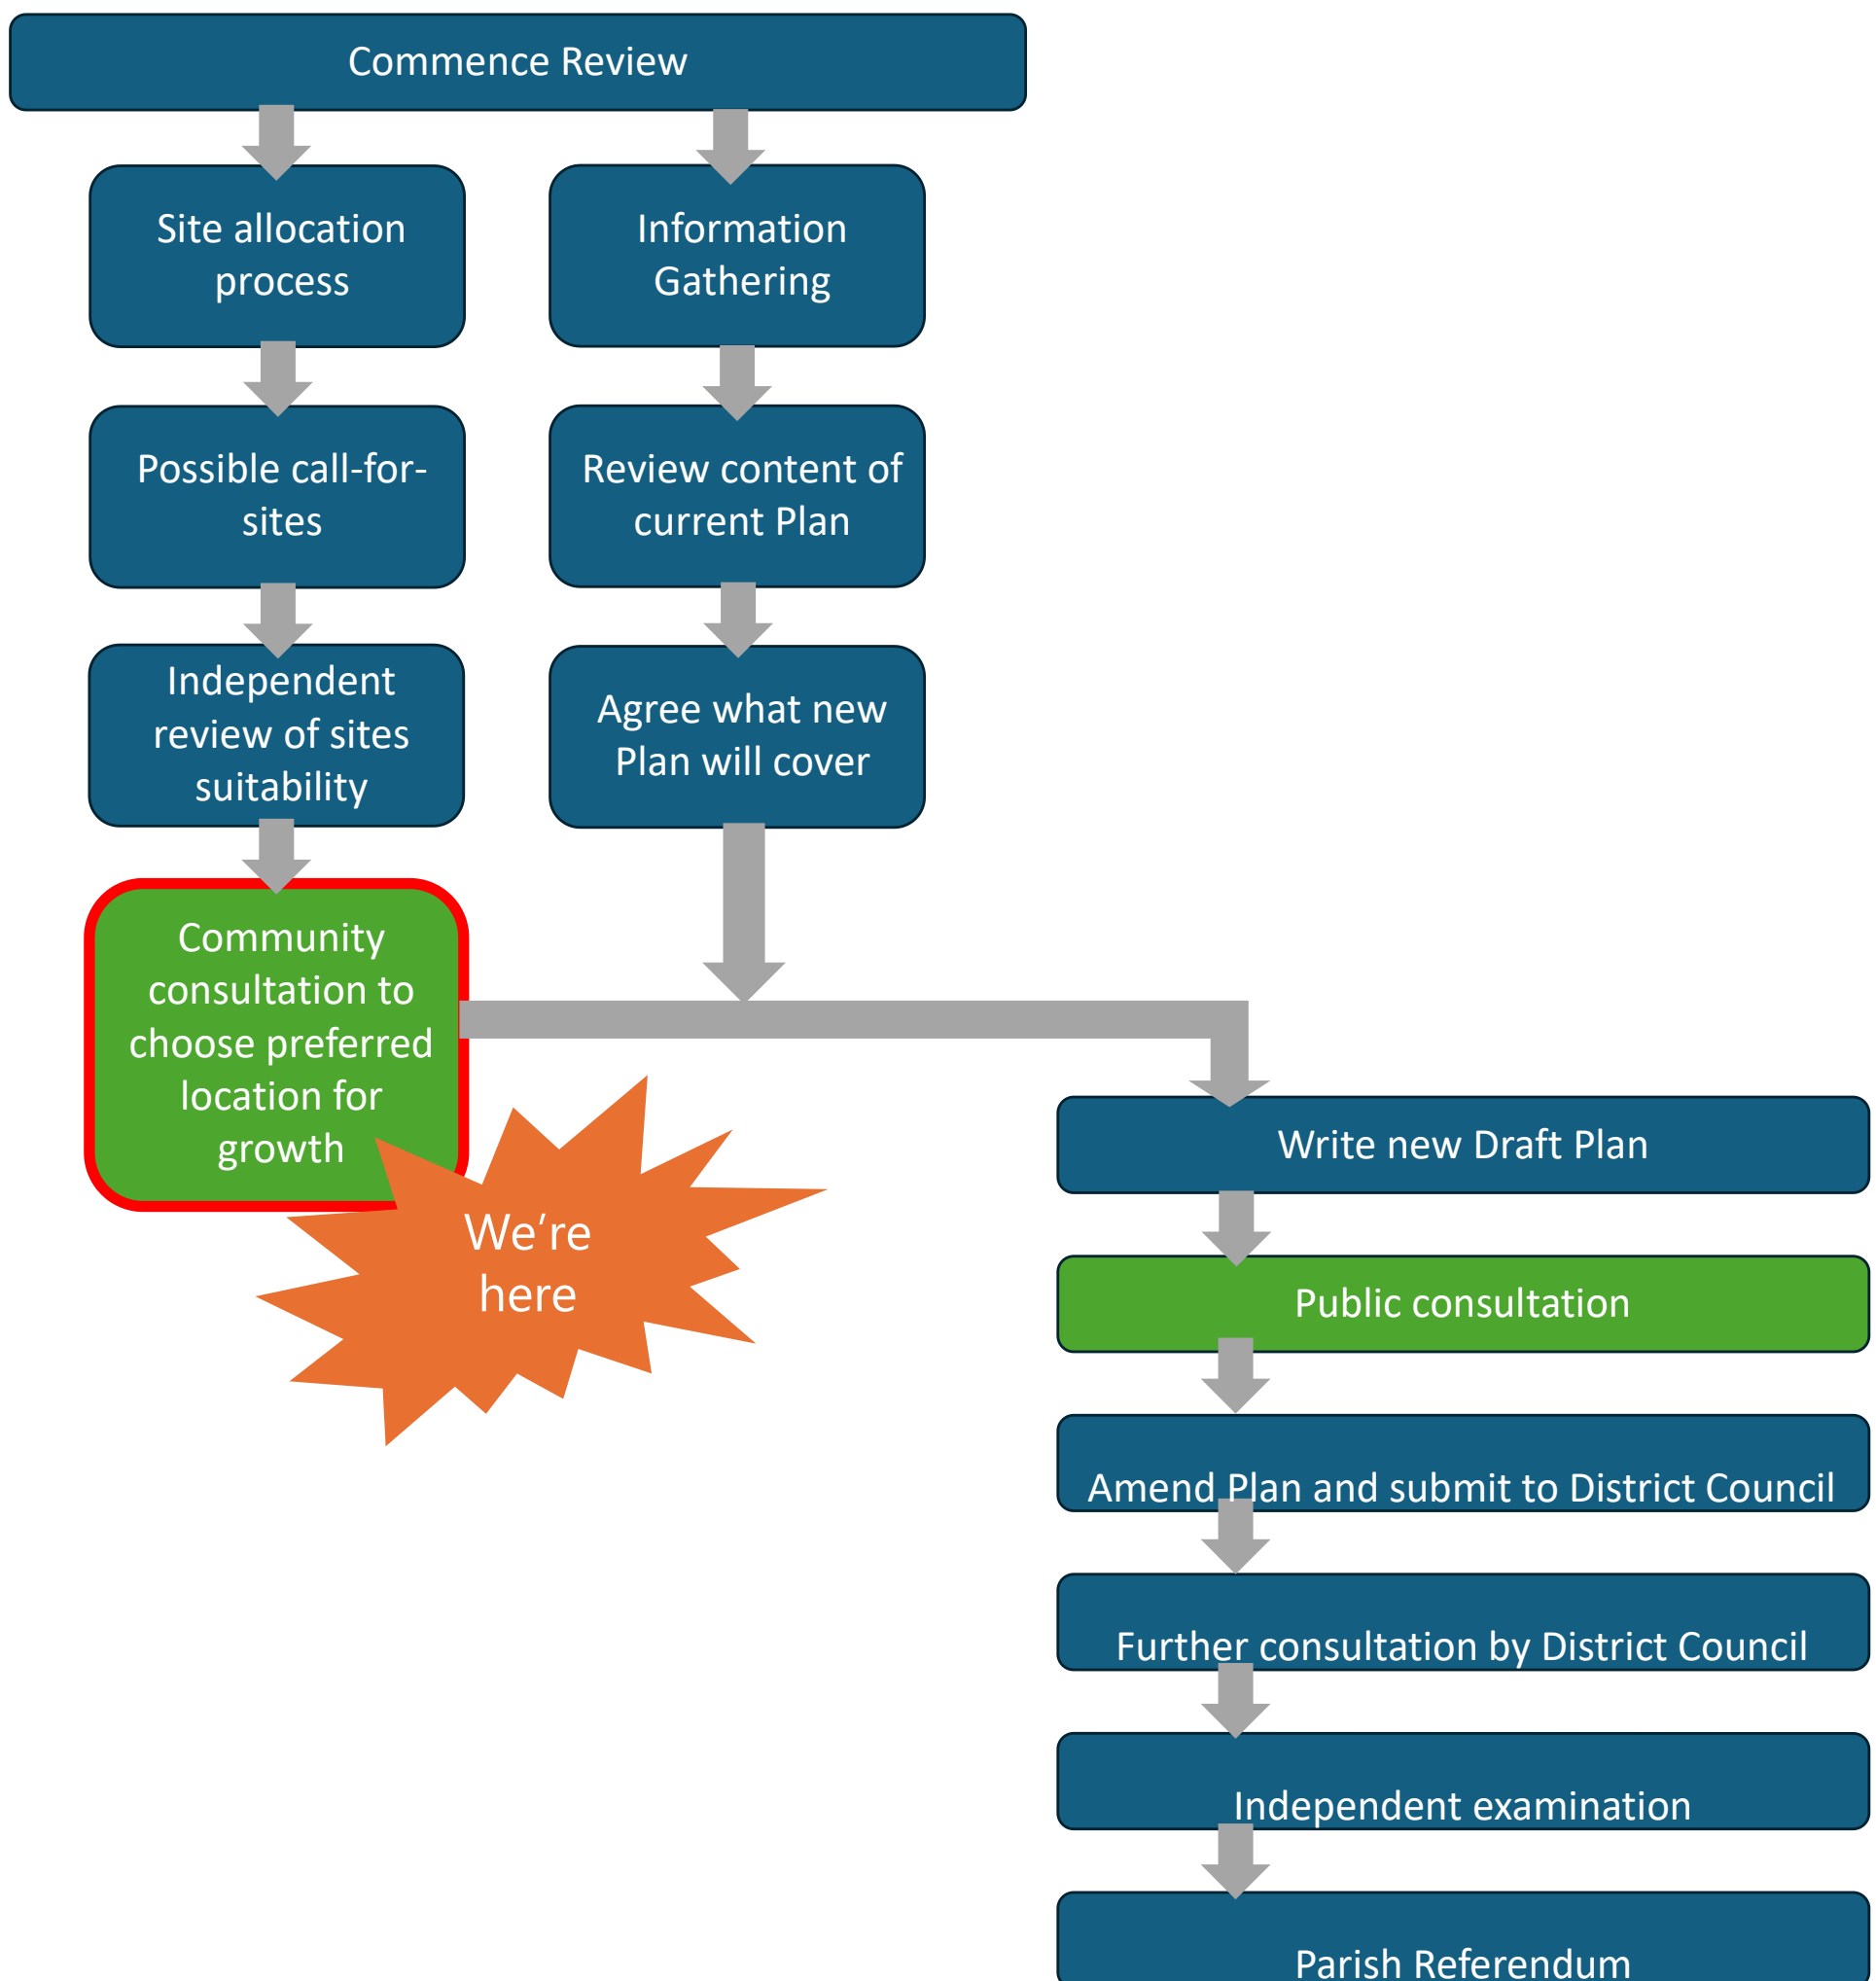 Commence Review
Site allocation
process
Information
Gathering
Possible call-for-
sites
Review content of
current Plan
Independent
review of sites
suitability
Agree what new
Plan will cover
Community
consultation to
choose preferred
location for
growth
We’re
here
Write new Draft Plan
Public consultation
Amend Plan and submit to District Council
Further consultation by District Council
Independent examination
Parish Referendum